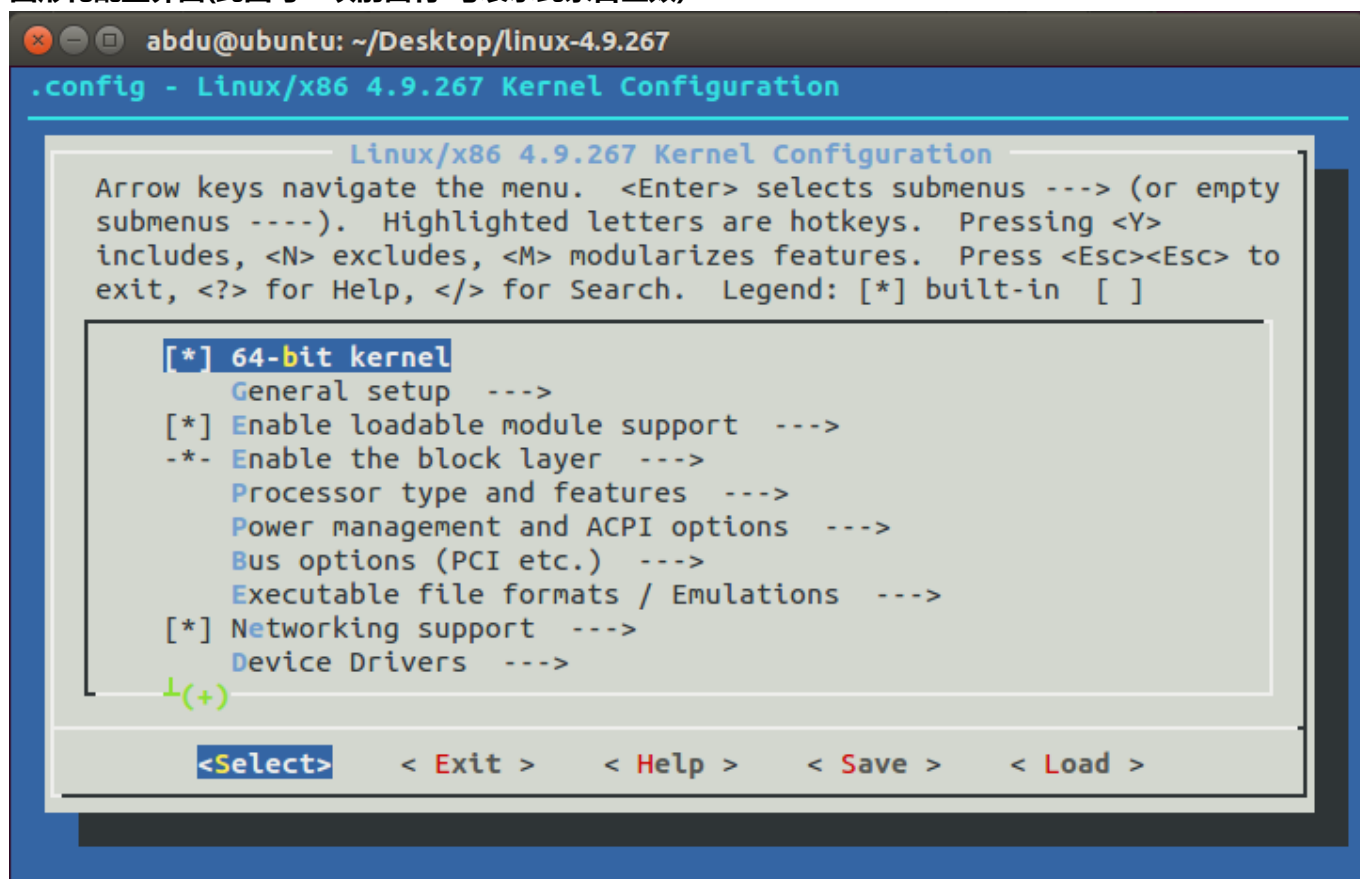 abdu@ubuntu: ~/Desktop/linux-4.9.267
.config - Linux/x86 4.9.267 Kernel Configuration
Linux/x86 4.9.267 Kernel Configuration
Arrow keys navigate the menu.  <Enter> selects submenus ---> (or empty
submenus ----).  Highlighted letters are hotkeys.  Pressing <Y>
includes, <N> excludes, <M> modularizes features.  Press <Esc><Esc> to
exit, <?> for Help, </> for Search.  Legend: [*] built-in  [ ]
[*] 64-bit kernel
General setup  --->
[*] Enable loadable module support  --->
-*- Enable the block layer  --->
Processor type and features  --->
Power management and ACPI options  --->
Bus options (PCI etc.)  --->
Executable file formats / Emulations  --->
[*] Networking support  --->
Device Drivers  --->
┴(+)
<Select>    < Exit >    < Help >    < Save >    < Load >